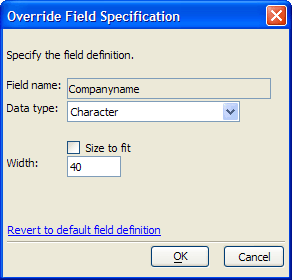 Override Field Specification
Specify the field definition.
Field name: Companyname
Data type: Character
Size to fit
Width: 40
Revert to default field definition
OK Cancel